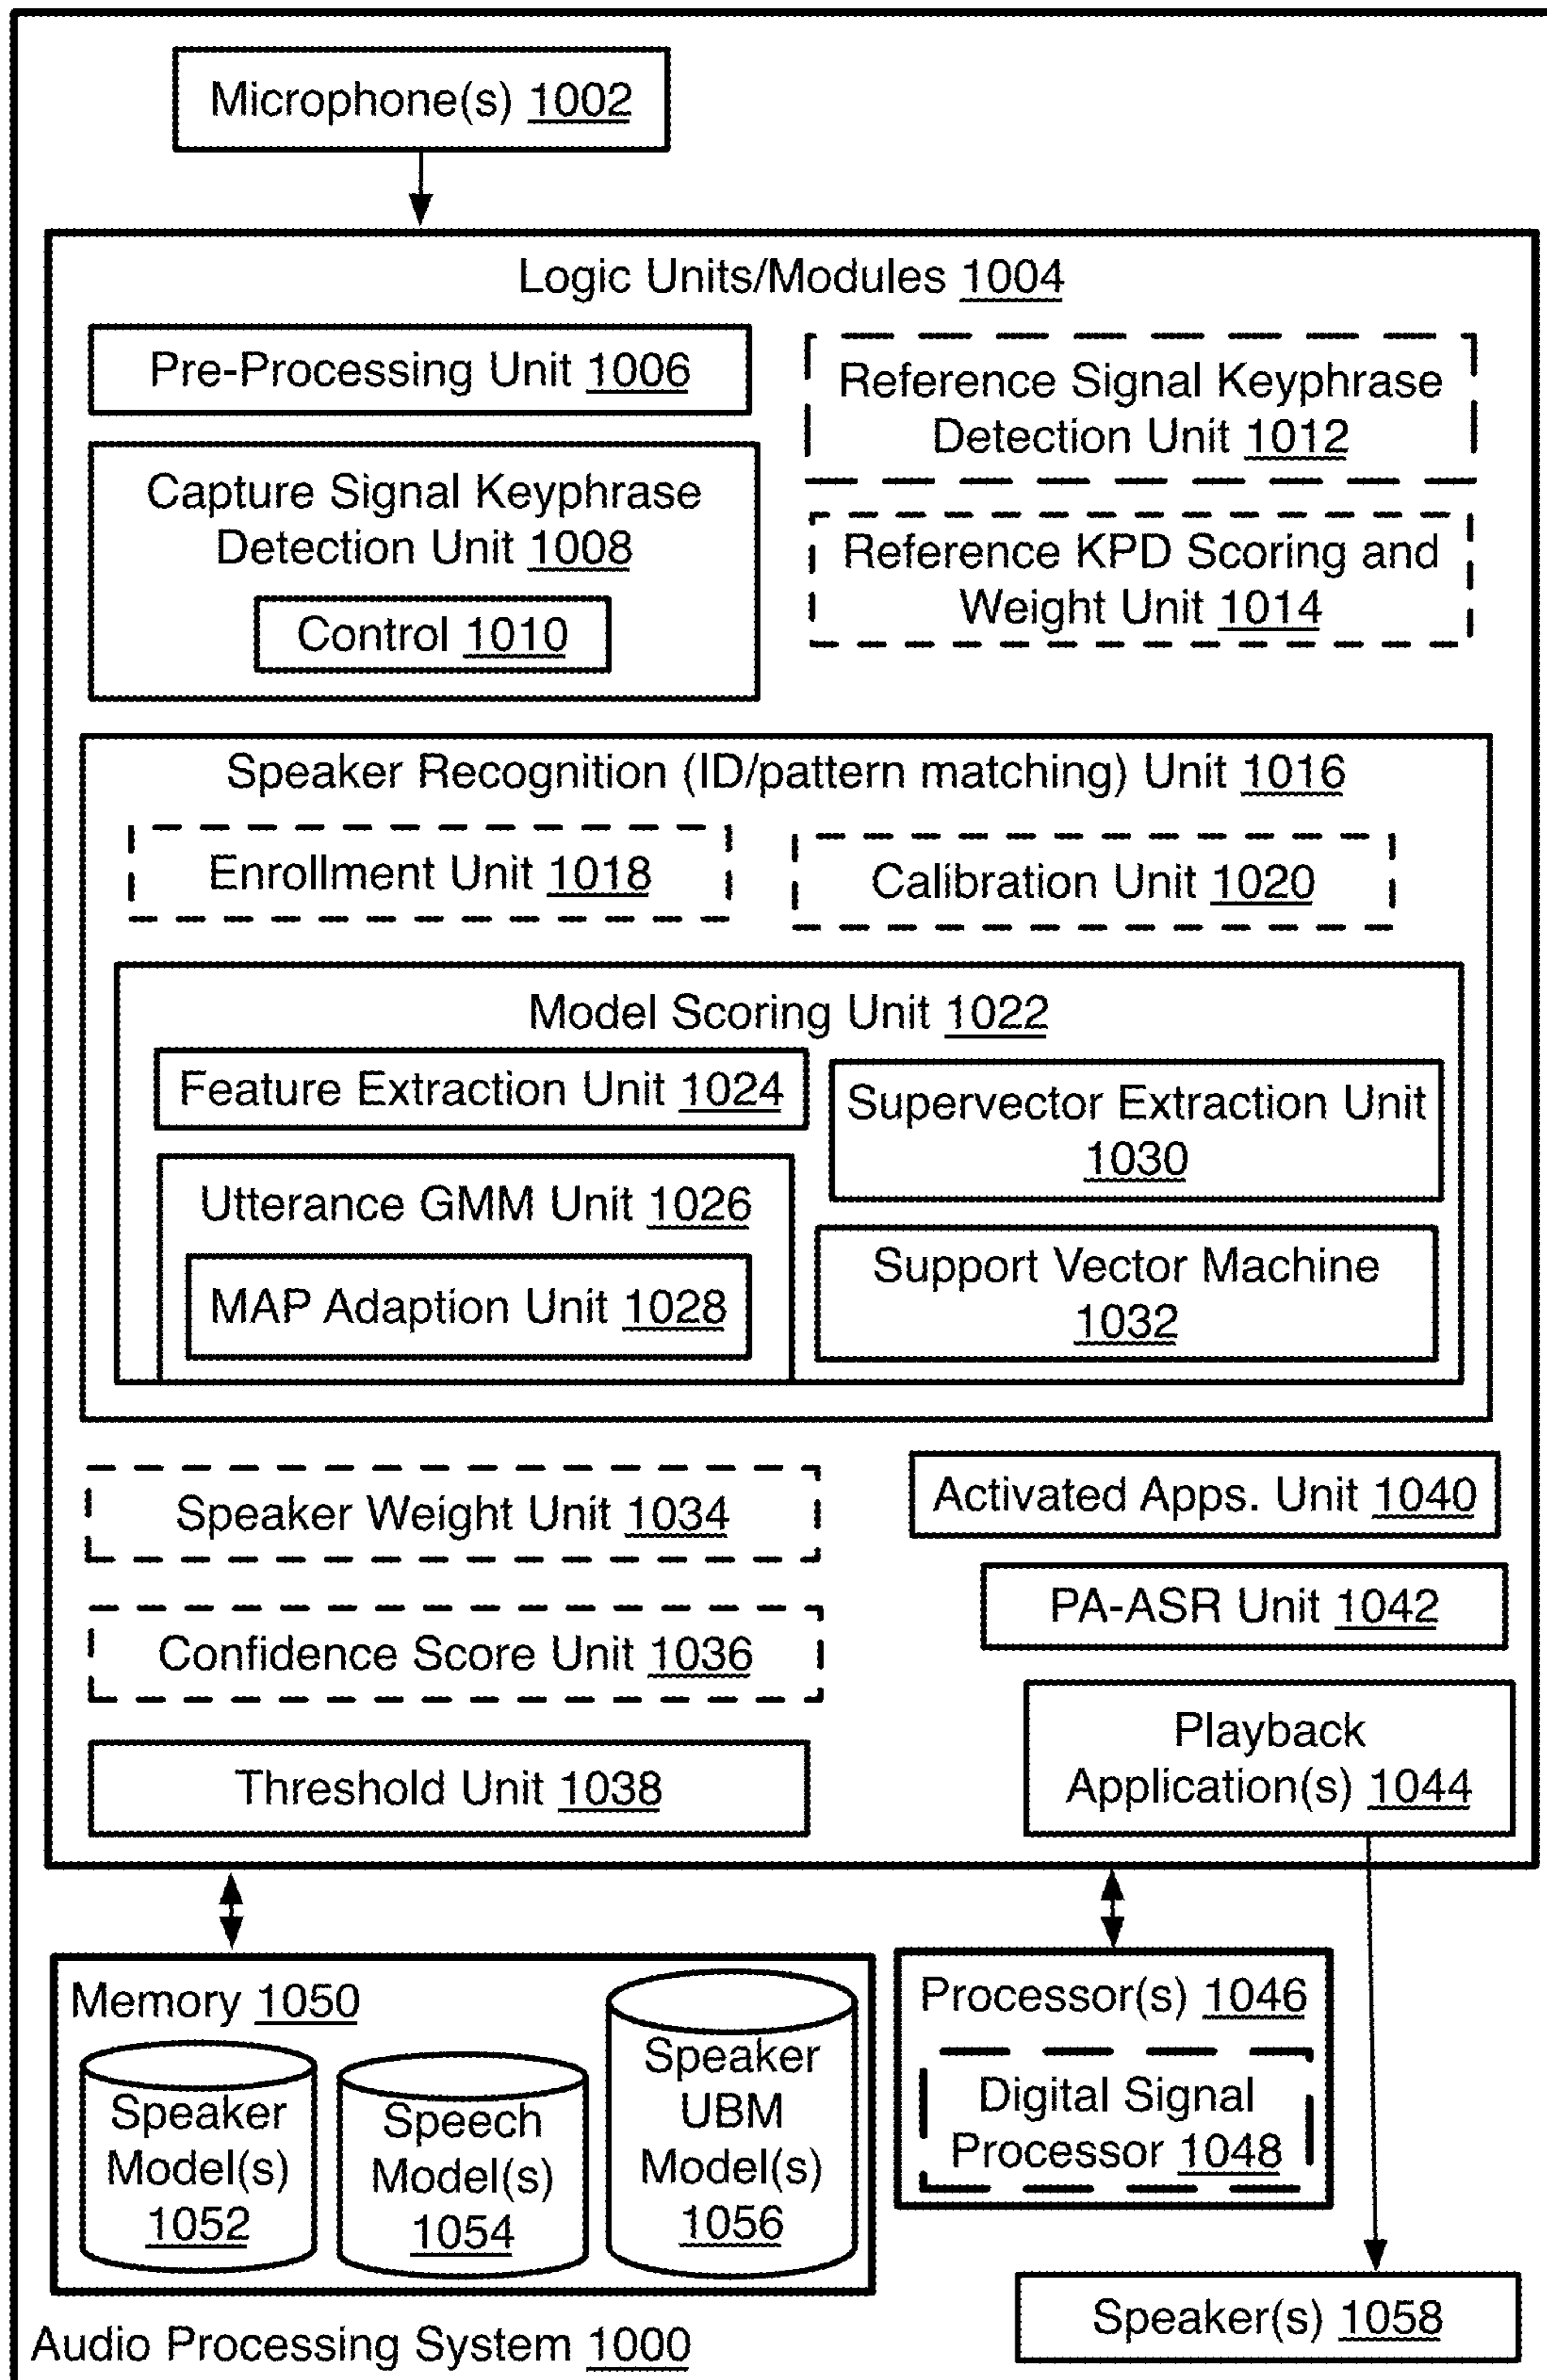 Microphone(s) 1002
Logic Units/Modules 1004
Pre-Processing Unit 1006
Capture Signal Keyphrase
Detection Unit 1008
Control 1010
Reference Signal Keyphrase
Detection Unit 1012
Reference KPD Scoring and
Weight Unit 1014
Speaker Recognition (ID/pattern matching) Unit 1016
Enrollment Unit 1018
Calibration Unit 1020
Model Scoring Unit 1022
Feature Extraction Unit 1024
Utterance GMM Unit 1026
MAP Adaption Unit 1028
Supervector Extraction Unit
1030
Support Vector Machine
1032
Speaker Weight Unit 1034
Confidence Score Unit 1036
Threshold Unit 1038
Activated Apps. Unit 1040
PA-ASR Unit 1042
Playback
Application(s) 1044
Memory 1050
Speaker
Model(s)
1052
Speech
Model(s)
1054
Speaker
UBM
Model(s)
1056
Processor(s) 1046
Digital Signal
Processor 1048
Speaker(s) 1058
Audio Processing System 1000